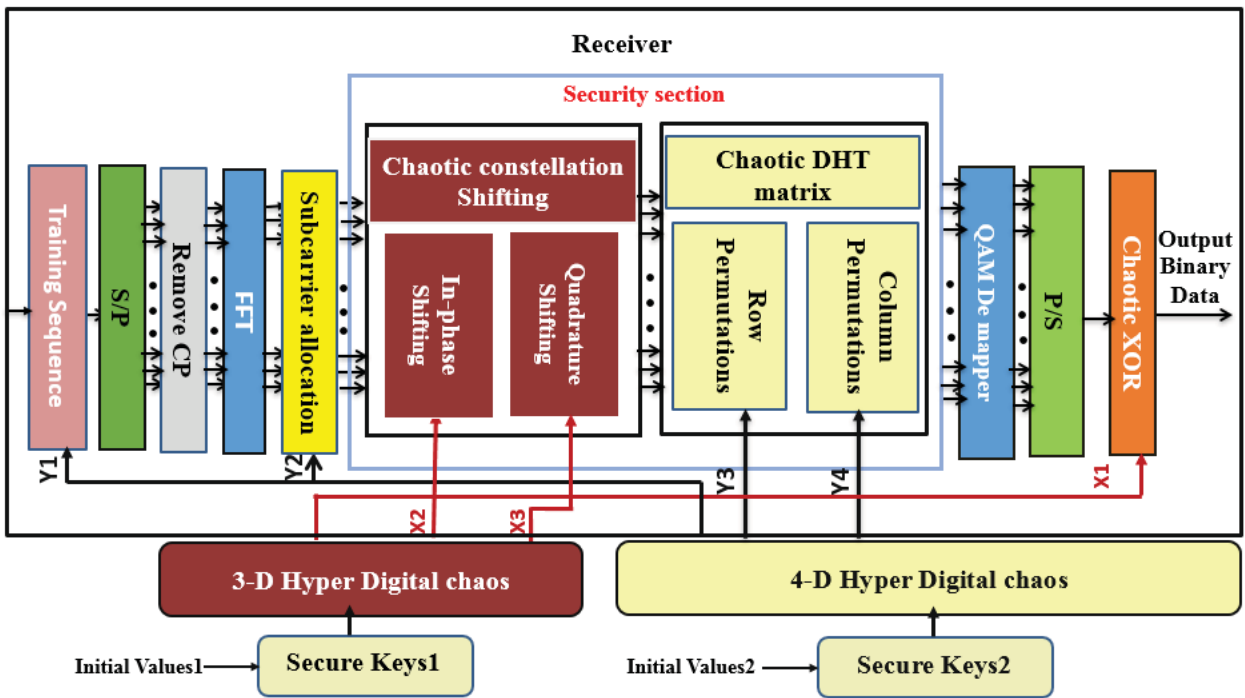 Receiver
Security section
Training Sequence
S/P
Remove CP
FFT
Subcarrier allocation
Chaotic constellation
Shifting
In-phase
Shifting
Quadrature
Shifting
Chaotic DHT
matrix
Row
Permutations
Column
Permutations
QAM De mapper
P/S
Chaotic XOR
Output
Binary
Data
Y1
Y2
X2
X3
Y3
Y4
X1
3-D Hyper Digital chaos
4-D Hyper Digital chaos
Initial Values1
Secure Keys1
Initial Values2
Secure Keys2